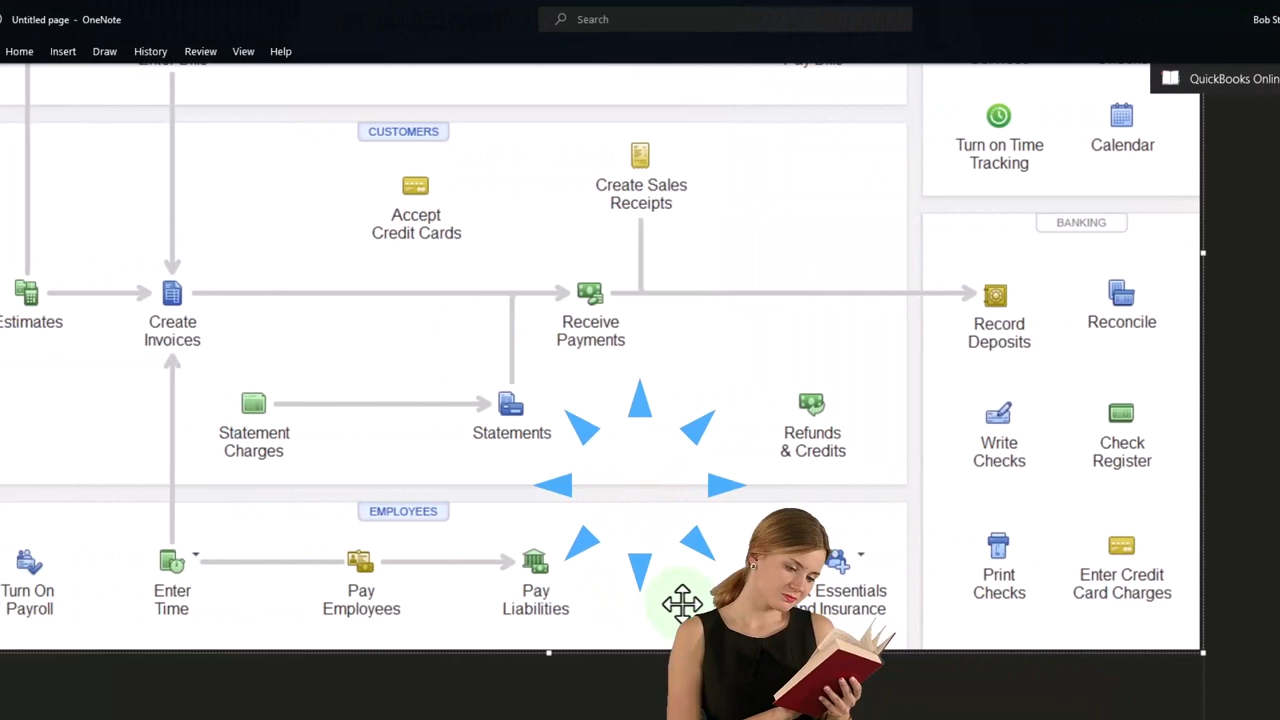 Untitled page - OneNote
Search
Home
Insert
Draw
History
Review
View
Help
QuickBooks Onlin
CUSTOMERS
Create Sales
Receipts
Accept
Credit Cards
Estimates
Create
Invoices
Receive
Payments
Statement
Charges
Statements
Refunds
& Credits
EMPLOYEES
Turn On
Payroll
Enter
Time
Pay
Employees
Pay
Liabilities
Essentials
nd Insurance
Turn on Time
Tracking
Calendar
BANKING
Record
Deposits
Reconcile
Write
Checks
Check
Register
Print
Checks
Enter Credit
Card Charges